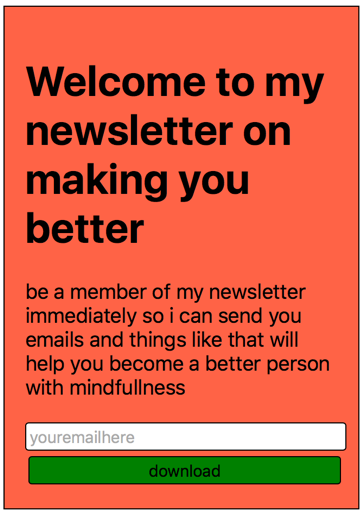 Welcome to my
newsletter on
making you
better
be a member of my newsletter
immediately so i can send you
emails and things like that will
help you become a better person
with mindfullness
youremailhere
download